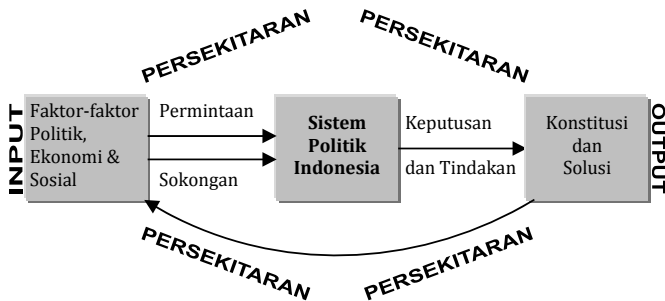 PERSEKITARAN
PERSEKITARAN
INPUT
Faktor-faktor
Politik,
Ekonomi &
Sosial
Permintaan
Sokongan
Sistem
Politik
Indonesia
Keputusan
dan Tindakan
Konstitusi
dan
Solusi
OUTPUT
PERSEKITARAN
PERSEKITARAN